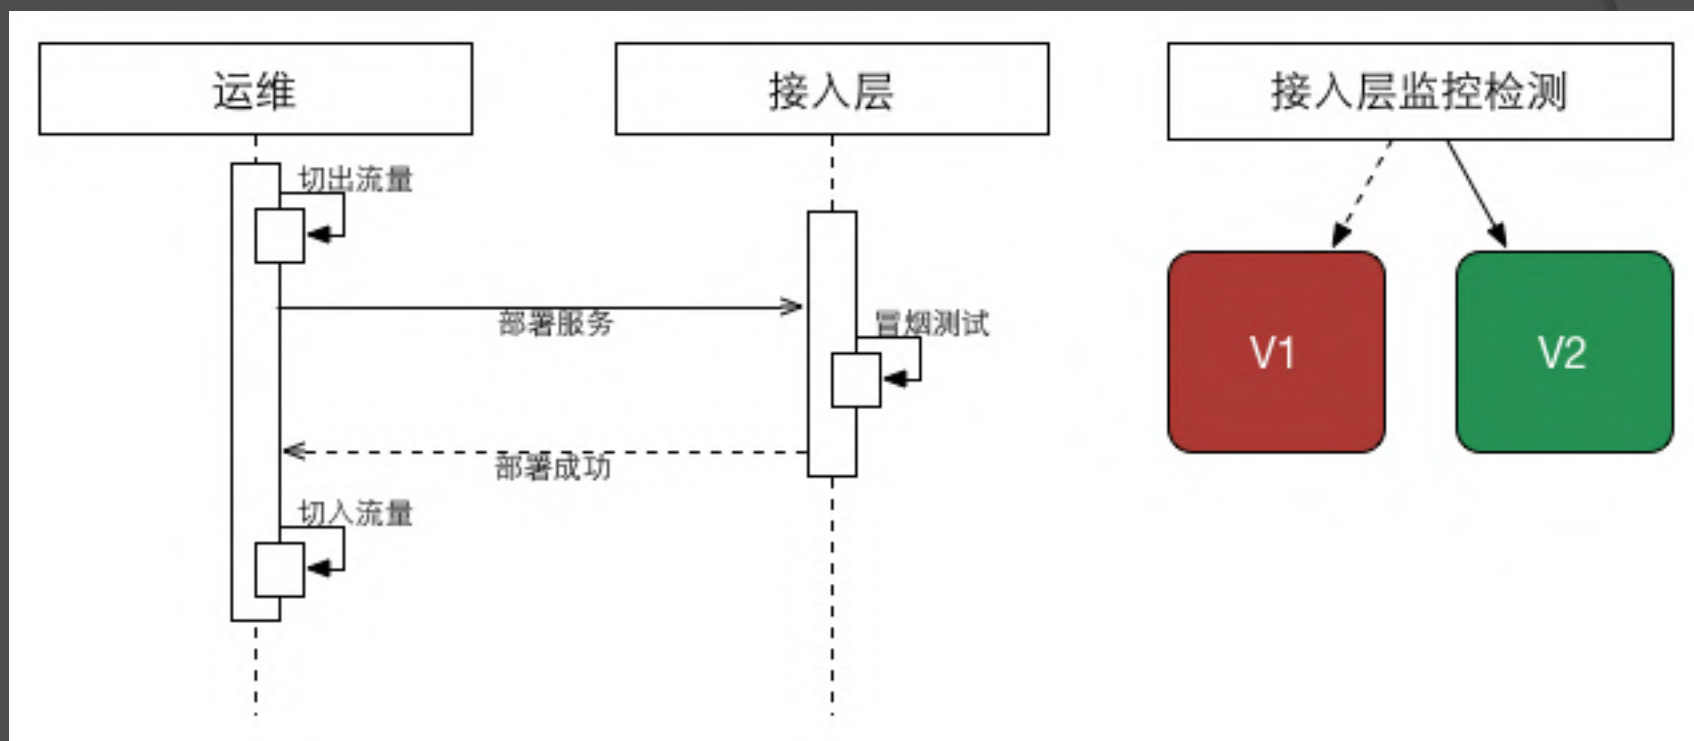 运维
接入层
接入层监控检测
切出流量
部署服务
冒烟测试
V1
V2
部署成功
切入流量